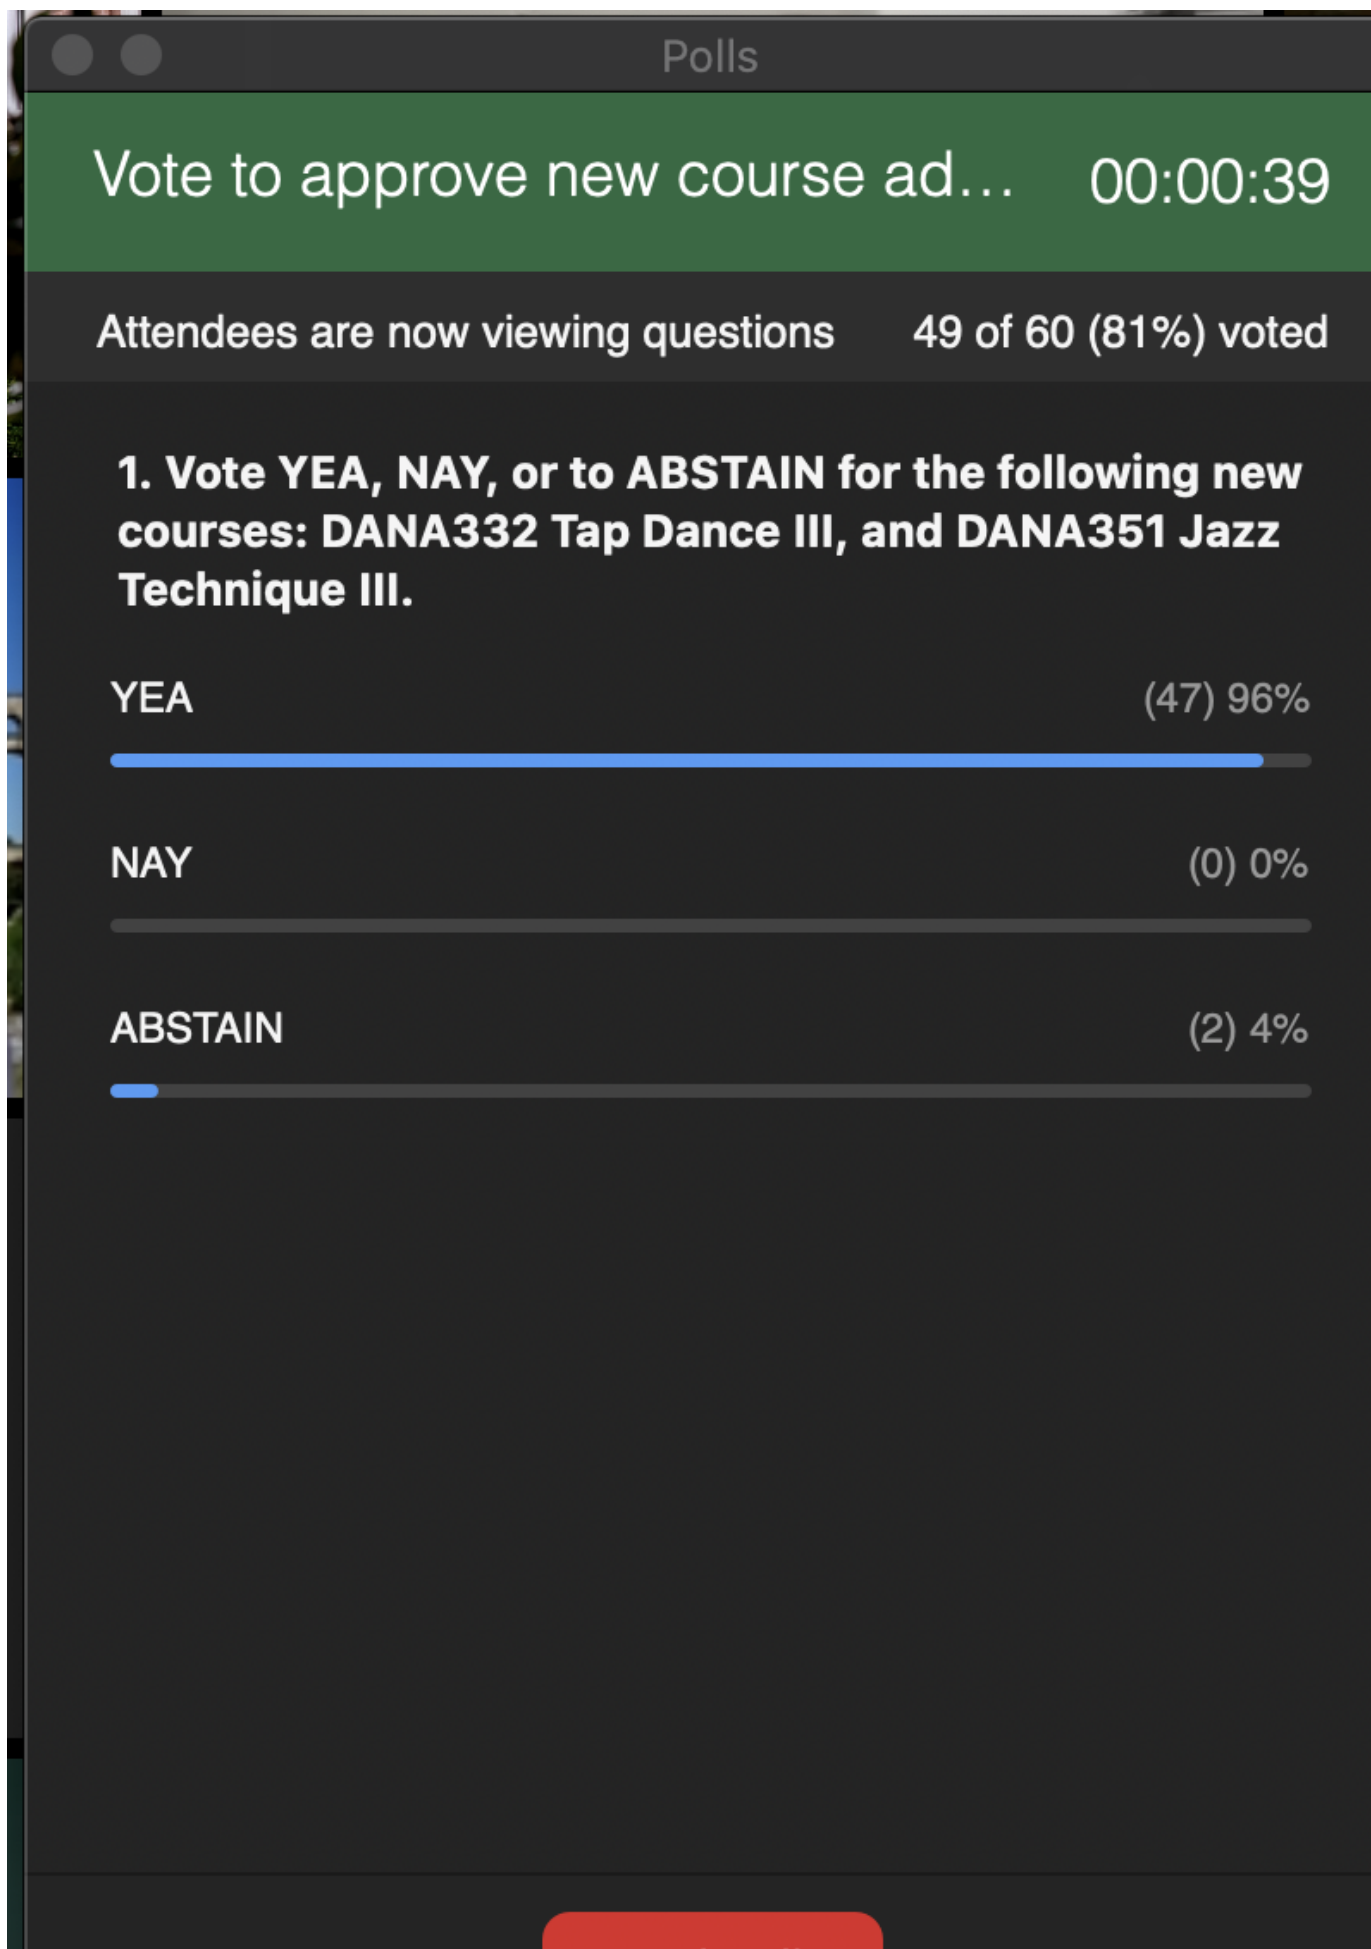 Polls
Vote to approve new course ad... 00:00:39
Attendees are now viewing questions 49 of 60 (81%) voted
1. Vote YEA, NAY, or to ABSTAIN for the following new
courses: DANA332 Tap Dance III, and DANA351 Jazz
Technique III.
YEA (47) 96%
NAY (0) 0%
ABSTAIN (2) 4%